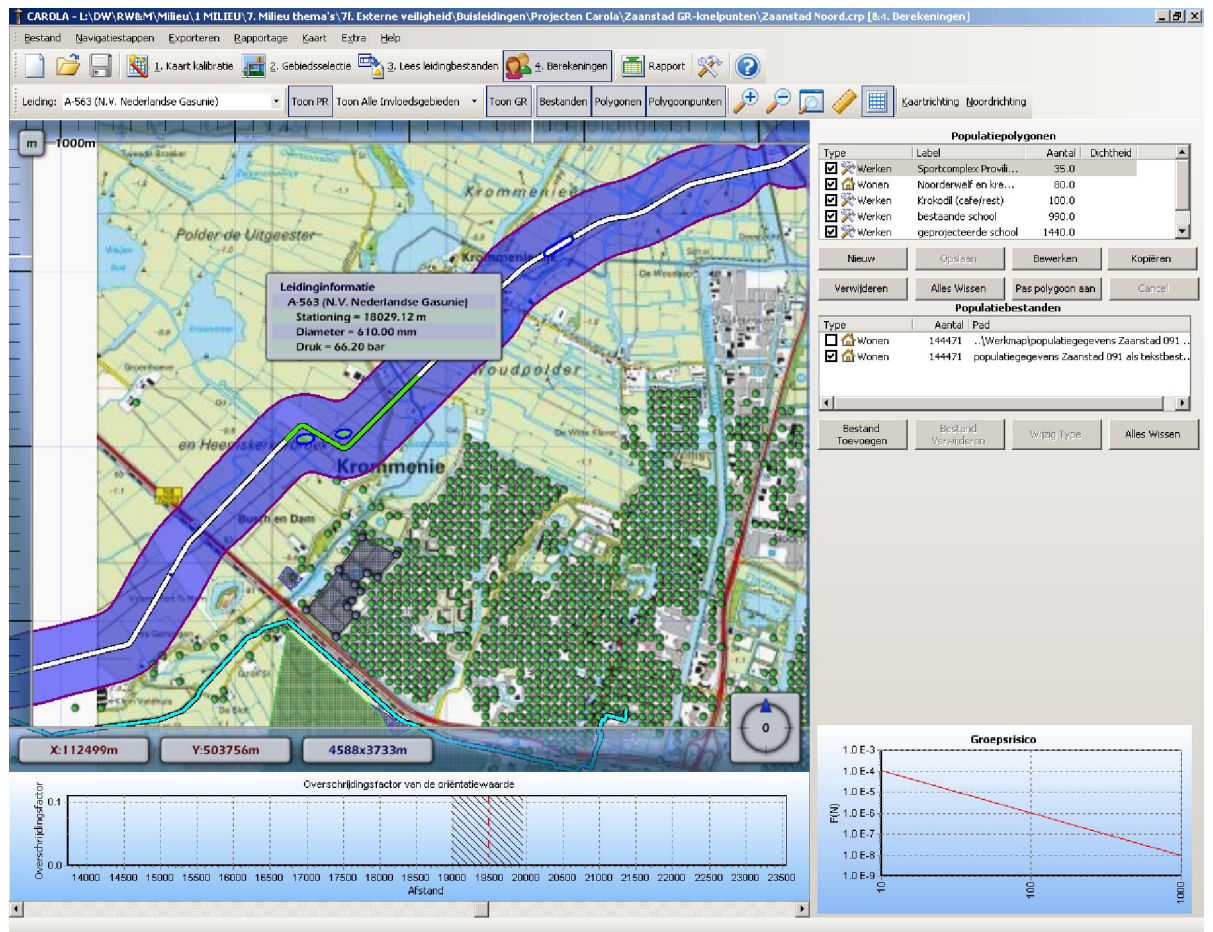 CAROLA - L:\DW\RW&M\Milieu\1 MILIEU\7. Milieu thema's\7f. Externe veiligheid\Buisleidingen\Projecten Carola\Zaanstad GR-knelpunten\Zaanstad Noord.crp [&4. Berekeningen]
Bestand Navigatiestappen Exporteren Rapportage Kaart Extra Help
1. Kaart kalibratie 2. Gebiedsselectie 3. Lees leidingbestanden 4. Berekeningen Rapport
Leiding: A-563 (N.V. Nederlandse Gasunie) Toon PR Toon Alle Invloedsgebieden Toon GR Bestanden Polygonen Polygoonpunten Kaartrichting Noordrichting
m 1000m
Polder de Uitgeester
Leidinginformatie
A-563 (N.V. Nederlandse Gasunie)
Stationing = 18029.12 m
Diameter = 610.00 mm
Druk = 66.20 bar
Woudpolder
De Witte Klaver
en Heemskerker
Krommenie
Busch en Dam
De Slot
0
X:112499m Y:503756m 4588x3733m
Populatiepolygonen
Type Label Aantal Dichtheid
Werken Sportcomplex Provili... 35.0
Wonen Noorderwelf en kre... 80.0
Werken Krokodil (cafe/rest) 100.0
Werken bestaande school 990.0
Werken geprojecteerde school 1440.0
Nieuw Opslaan Bewerken Kopiëren
Verwijderen Alles Wissen Pas polygoon aan Cancel
Populatiebestanden
Type Aantal Pad
Wonen 144471 ..\Werkmap\populatiegegevens Zaanstad 091 ..
Wonen 144471 populatiegegevens Zaanstad 091 als tekstbest..
Bestand Toevoegen Bestand Verwijderen Wijzig Type Alles Wissen
Overschrijdingsfactor van de oriëntatiewaarde
Overschrijdingsfactor
0.1
0.0
14000 14500 15000 15500 16000 16500 17000 17500 18000 18500 19000 19500 20000 20500 21000 21500 22000 22500 23000 23500
Afstand
Groepsrisico
F(N)
1.0 E-3
1.0 E-4
1.0 E-5
1.0 E-6
1.0 E-7
1.0 E-8
1.0 E-9
10 100 1000